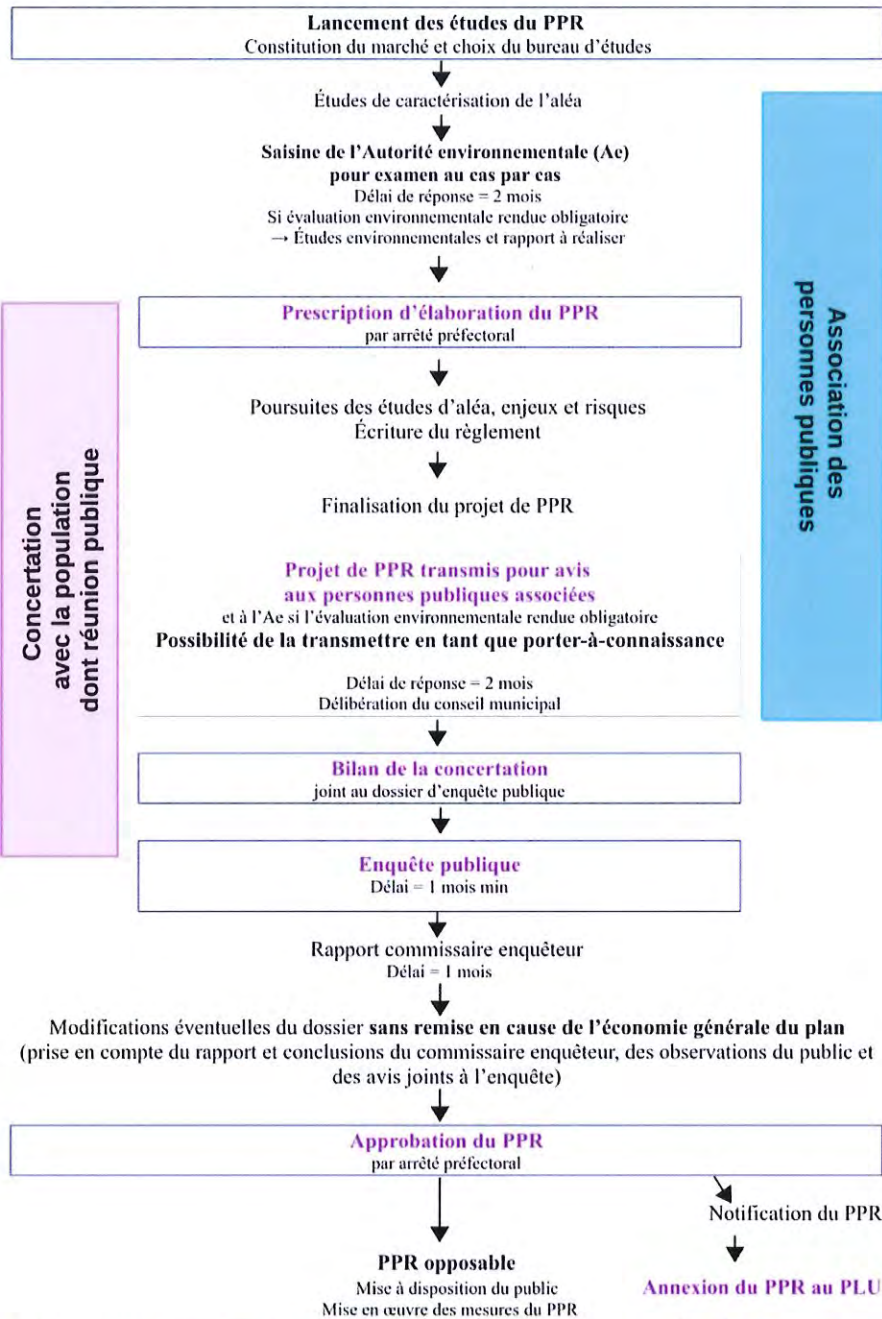 Lancement des études du PPR
Constitution du marché et choix du bureau d'études
Études de caractérisation de l'aléa
Saisine de l'Autorité environnementale (Ae)
pour examen au cas par cas
Délai de réponse = 2 mois
Si évaluation environnementale rendue obligatoire
→ Études environnementales et rapport à réaliser
Prescription d'élaboration du PPR
par arrêté préfectoral
Poursuites des études d'aléa, enjeux et risques
Écriture du règlement
Finalisation du projet de PPR
Projet de PPR transmis pour avis
aux personnes publiques associées
et à l'Ae si l'évaluation environnementale rendue obligatoire
Possibilité de la transmettre en tant que porter-à-connaissance
Délai de réponse = 2 mois
Délibération du conseil municipal
Bilan de la concertation
joint au dossier d'enquête publique
Enquête publique
Délai = 1 mois min
Rapport commissaire enquêteur
Délai = 1 mois
Modifications éventuelles du dossier sans remise en cause de l'économie générale du plan
(prise en compte du rapport et conclusions du commissaire enquêteur, des observations du public et
des avis joints à l'enquête)
Approbation du PPR
par arrêté préfectoral
Notification du PPR
PPR opposable
Mise à disposition du public
Mise en œuvre des mesures du PPR
Annexion du PPR au PLU
Concertation
avec la population
dont réunion publique
Association des
personnes publiques